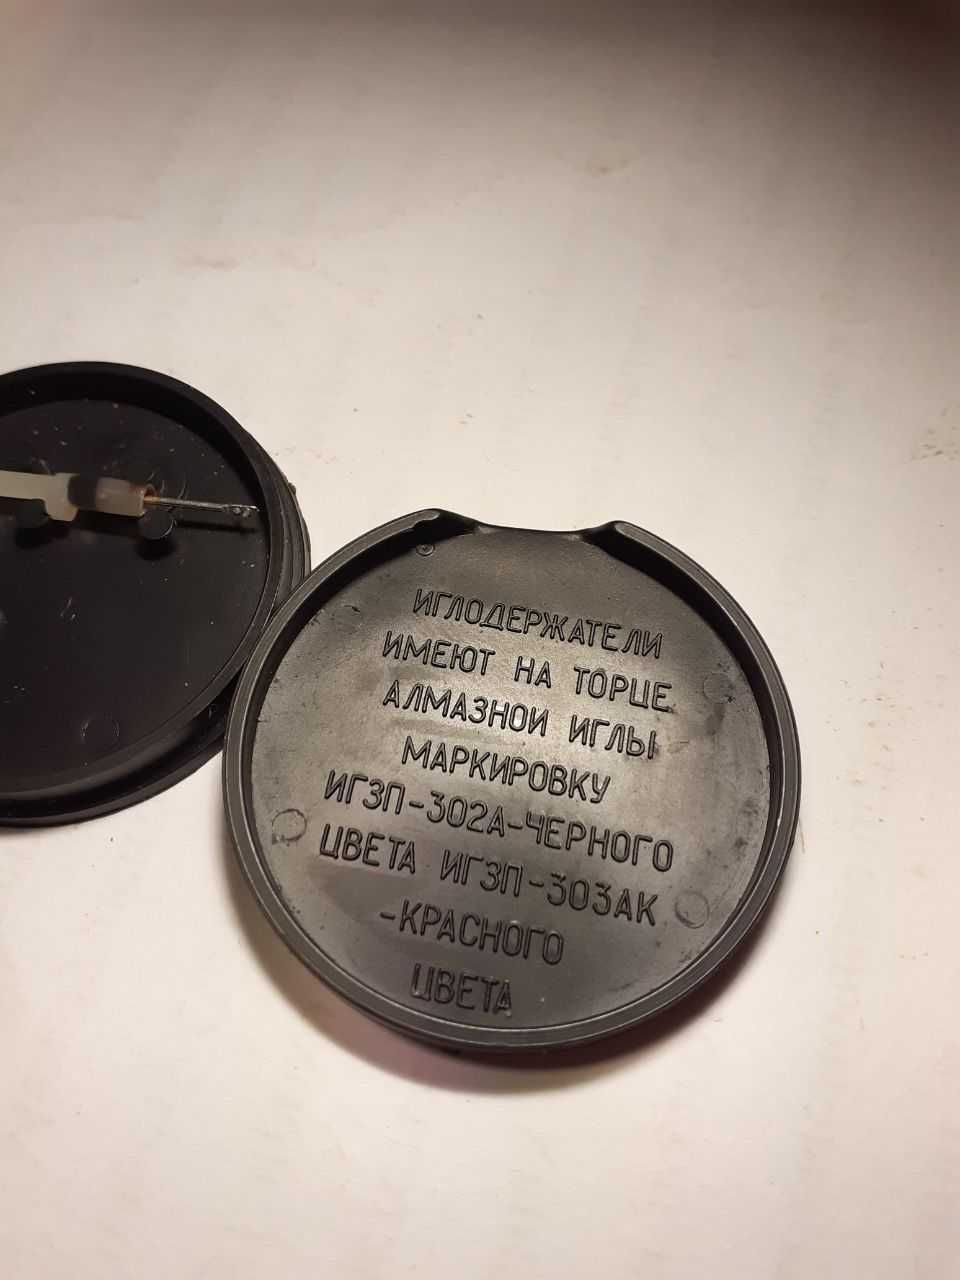 ИГЛОДЕРЖАТЕЛИ
ИМЕЮТ НА ТОРЦЕ
АЛМАЗНОЙ ИГЛЫ
МАРКИРОВКУ
ИГЗП-302А-ЧЕРНОГО
ЦВЕТА ИГЗП-303АК
-КРАСНОГО
ЦВЕТА